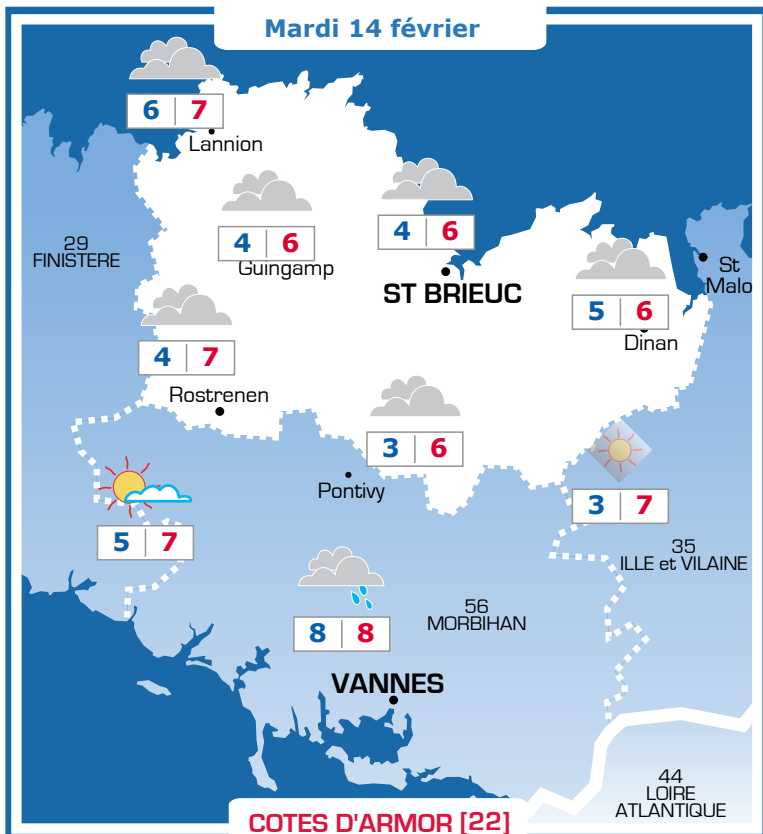 Mardi 14 février
6 7
Lannion
4 6
Guingamp
4 6
ST BRIEUC
29
FINISTERE
St
Malo
5 6
Dinan
4 7
Rostrenen
3 6
Pontivy
3 7
5 7
35
ILLE et VILAINE
8 8
56
MORBIHAN
VANNES
44
LOIRE
ATLANTIQUE
COTES D'ARMOR [22]